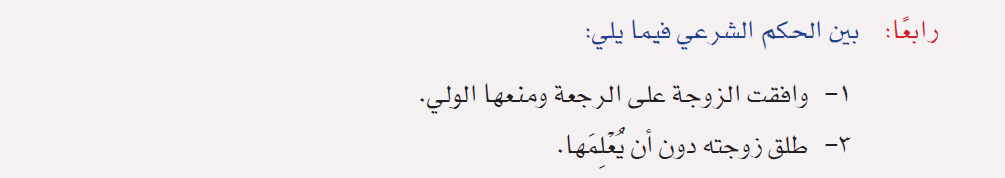 رابعًا: بين الحكم الشرعي فيما يلي:
١- وافقت الزوجة على الرجعة ومنعها الولي.
٢- طلق زوجته دون أن يُعْلِمَها.